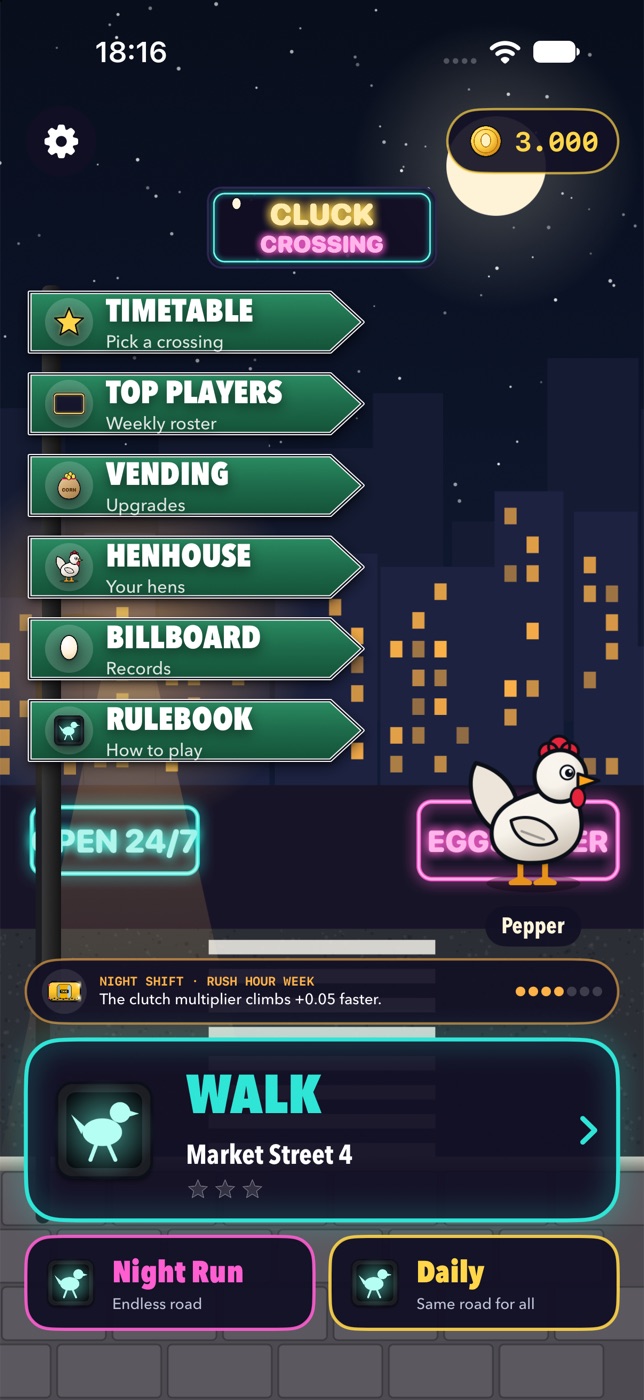 18:16
3.000
CLUCK
CROSSING
TIMETABLE
Pick a crossing
TOP PLAYERS
Weekly roster
VENDING
Upgrades
HENHOUSE
Your hens
BILLBOARD
Records
RULEBOOK
How to play
PEN 24/7
EGG ER
Pepper
NIGHT SHIFT · RUSH HOUR WEEK
The clutch multiplier climbs +0.05 faster.
WALK
Market Street 4
Night Run
Endless road
Daily
Same road for all